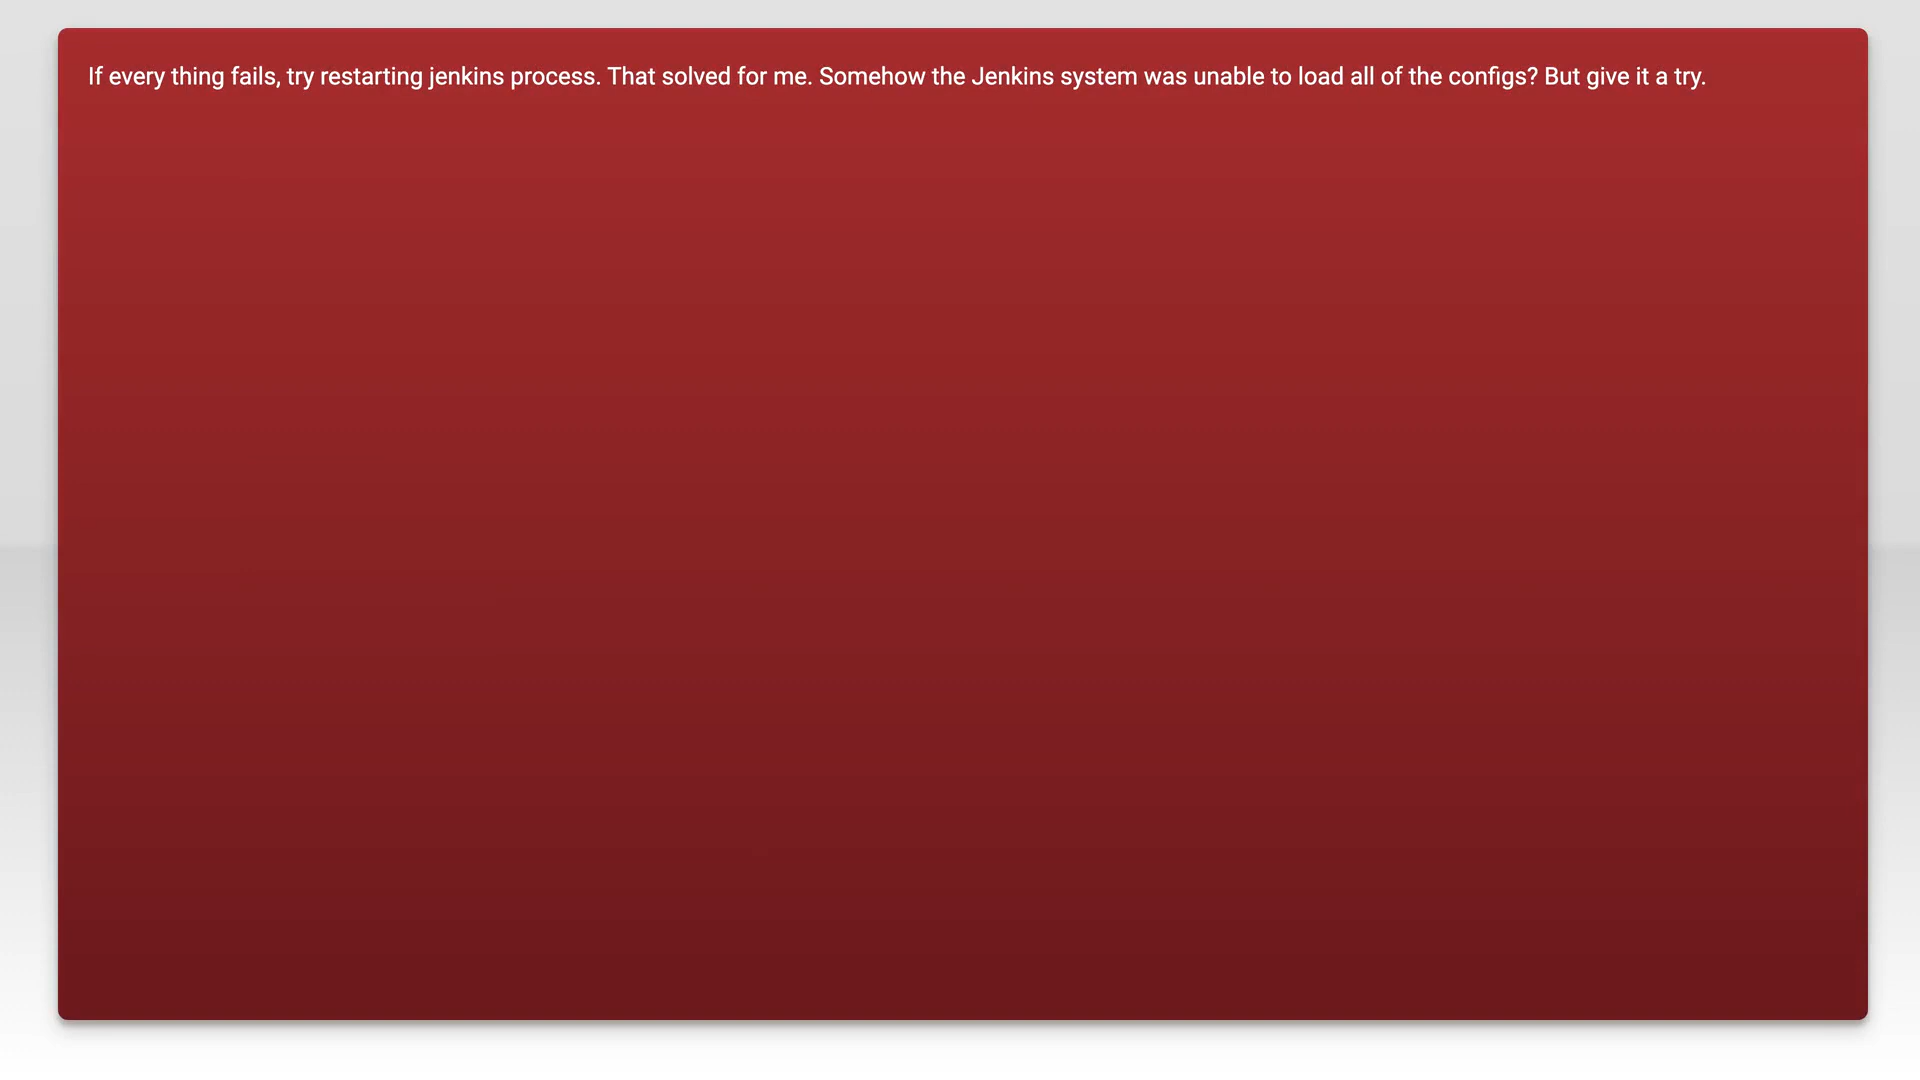 If every thing fails, try restarting jenkins process. That solved for me. Somehow the Jenkins system was unable to load all of the configs? But give it a try.